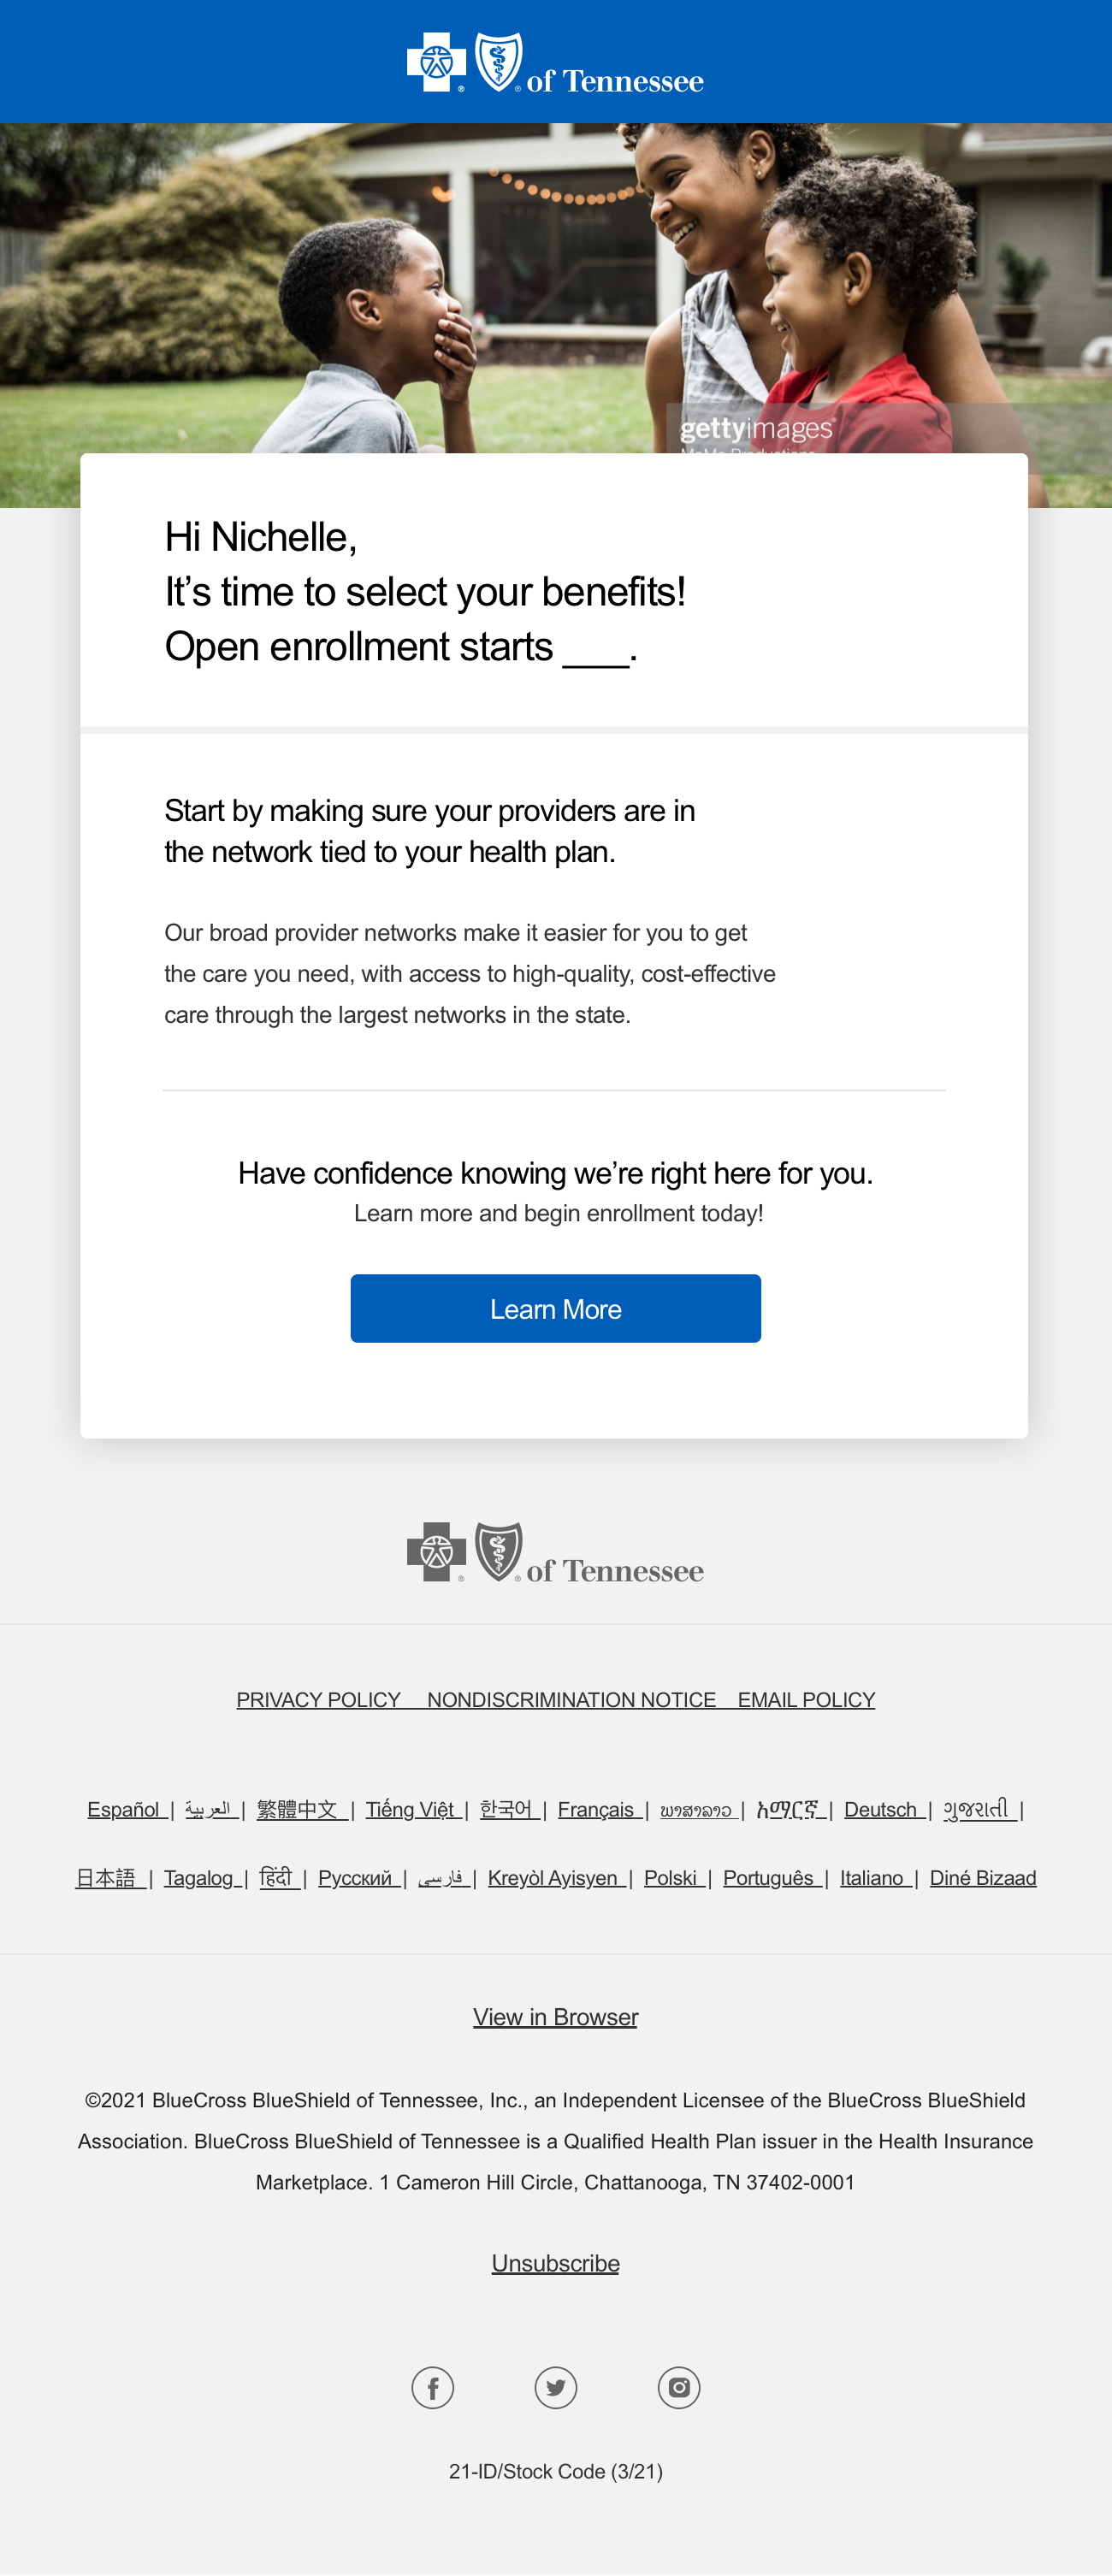 of Tennessee
gettyimages
Hi Nichelle,
It’s time to select your benefits!
Open enrollment starts ___.
Start by making sure your providers are in
the network tied to your health plan.
Our broad provider networks make it easier for you to get
the care you need, with access to high-quality, cost-effective
care through the largest networks in the state.
Have confidence knowing we’re right here for you.
Learn more and begin enrollment today!
Learn More
of Tennessee
PRIVACY POLICY NONDISCRIMINATION NOTICE EMAIL POLICY
Español | العربية | 繁體中文 | Tiếng Việt | 한국어 | Français | ພາສາລາວ | አማርኛ | Deutsch | ગુજરાતી |
日本語 | Tagalog | हिंदी | Русский | فارسی | Kreyòl Ayisyen | Polski | Português | Italiano | Diné Bizaad
View in Browser
©2021 BlueCross BlueShield of Tennessee, Inc., an Independent Licensee of the BlueCross BlueShield
Association. BlueCross BlueShield of Tennessee is a Qualified Health Plan issuer in the Health Insurance
Marketplace. 1 Cameron Hill Circle, Chattanooga, TN 37402-0001
Unsubscribe
21-ID/Stock Code (3/21)